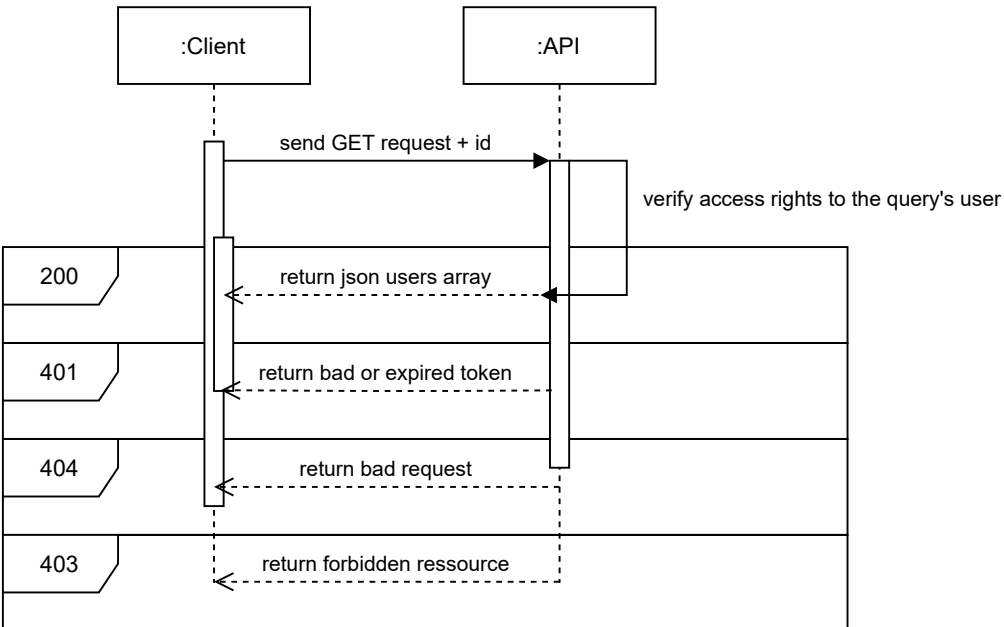 :Client
:API
send GET request + id
verify access rights to the query's user
200
return json users array
401
return bad or expired token
404
return bad request
403
return forbidden ressource